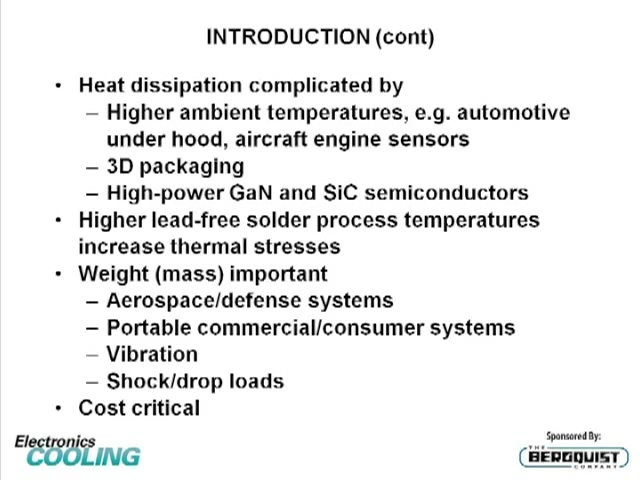 INTRODUCTION (cont)
• Heat dissipation complicated by
– Higher ambient temperatures, e.g. automotive
under hood, aircraft engine sensors
– 3D packaging
– High-power GaN and SiC semiconductors
• Higher lead-free solder process temperatures
increase thermal stresses
• Weight (mass) important
– Aerospace/defense systems
– Portable commercial/consumer systems
– Vibration
– Shock/drop loads
• Cost critical
Electronics
COOLING
Sponsored By:
THE
BERGQUIST
COMPANY